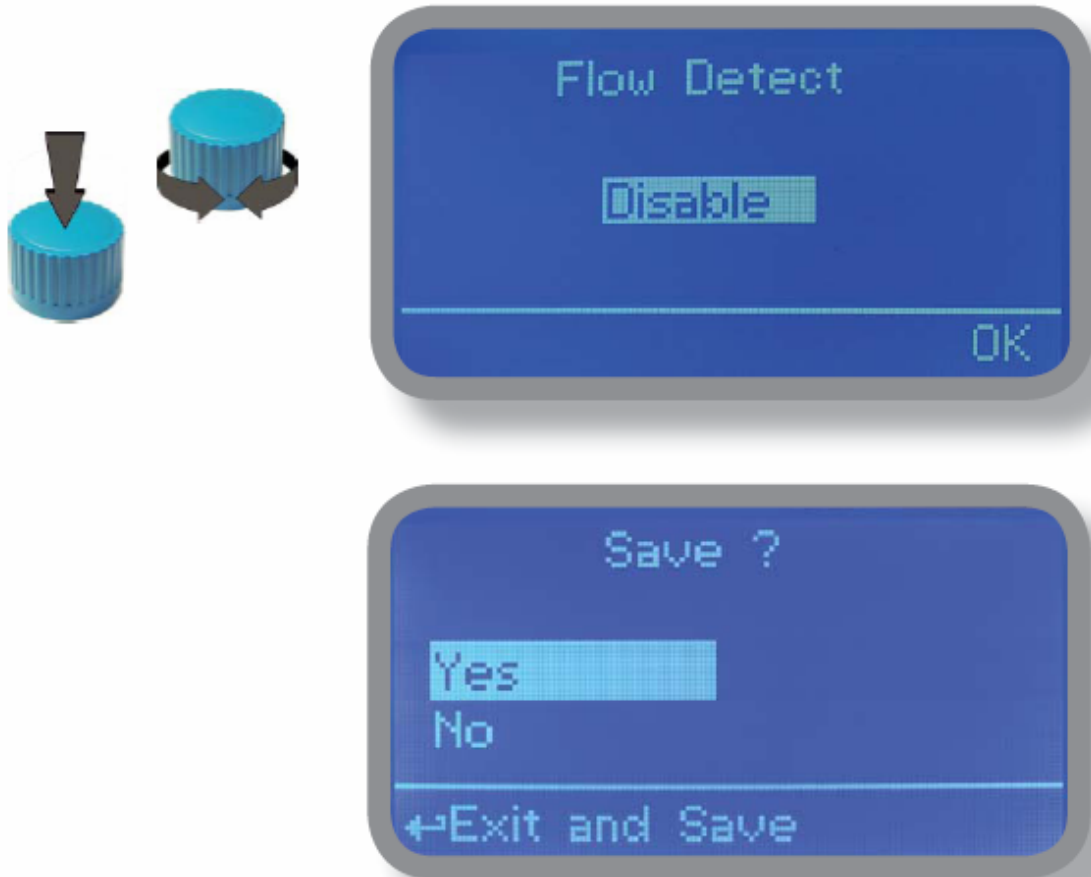 Flow Detect
Disable
OK
Save ?
Yes
No
↵Exit and Save